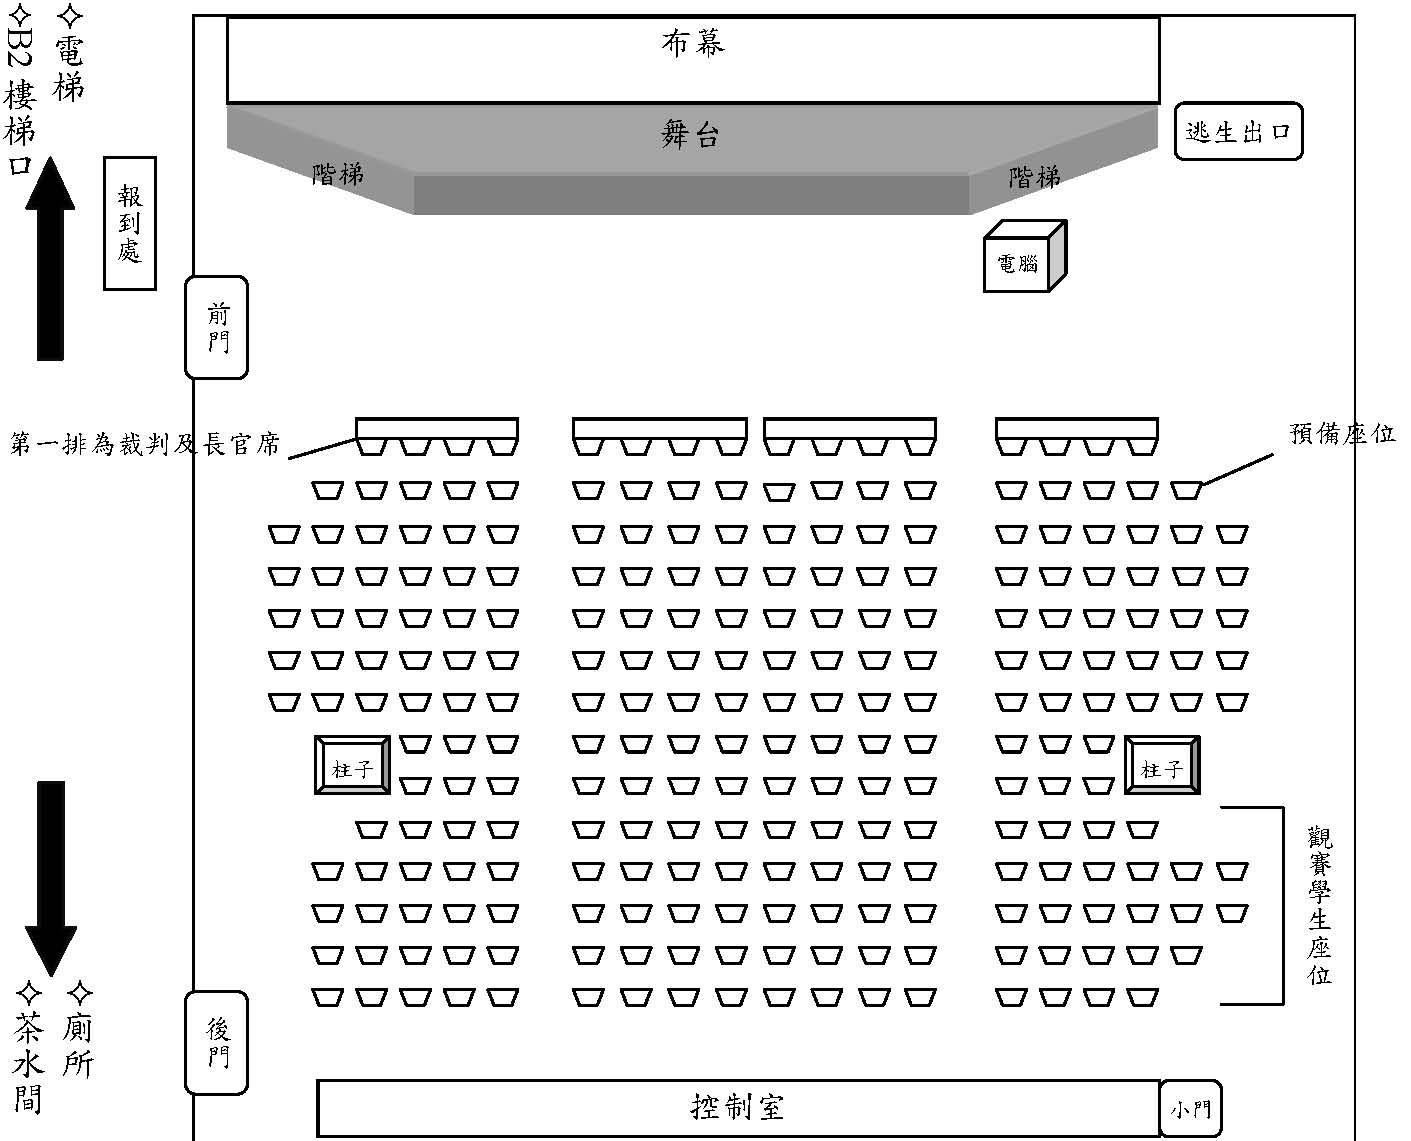 ✧電梯
✧B2樓梯口
布幕
舞台
逃生出口
階梯
階梯
報到處
電腦
前門
第一排為裁判及長官席
預備座位
柱子
柱子
觀賽學生座位
✧廁所
✧茶水間
後門
控制室
小門